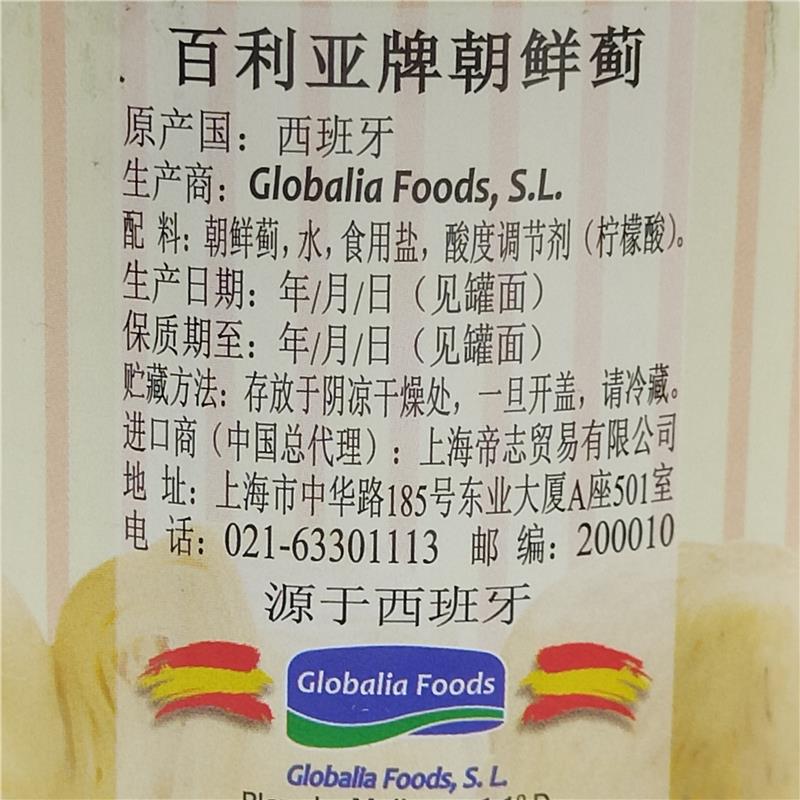 百利亚牌朝鲜蓟
原产国：西班牙
生产商：Globalia Foods, S.L.
配 料：朝鲜蓟，水，食用盐，酸度调节剂（柠檬酸）。
生产日期：年/月/日（见罐面）
保质期至：年/月/日（见罐面）
贮藏方法：存放于阴凉干燥处，一旦开盖，请冷藏。
进口商（中国总代理）：上海帝志贸易有限公司
地 址：上海市中华路185号东业大厦A座501室
电 话：021-63301113 邮 编：200010
源于西班牙
Globalia Foods
Globalia Foods, S. L.